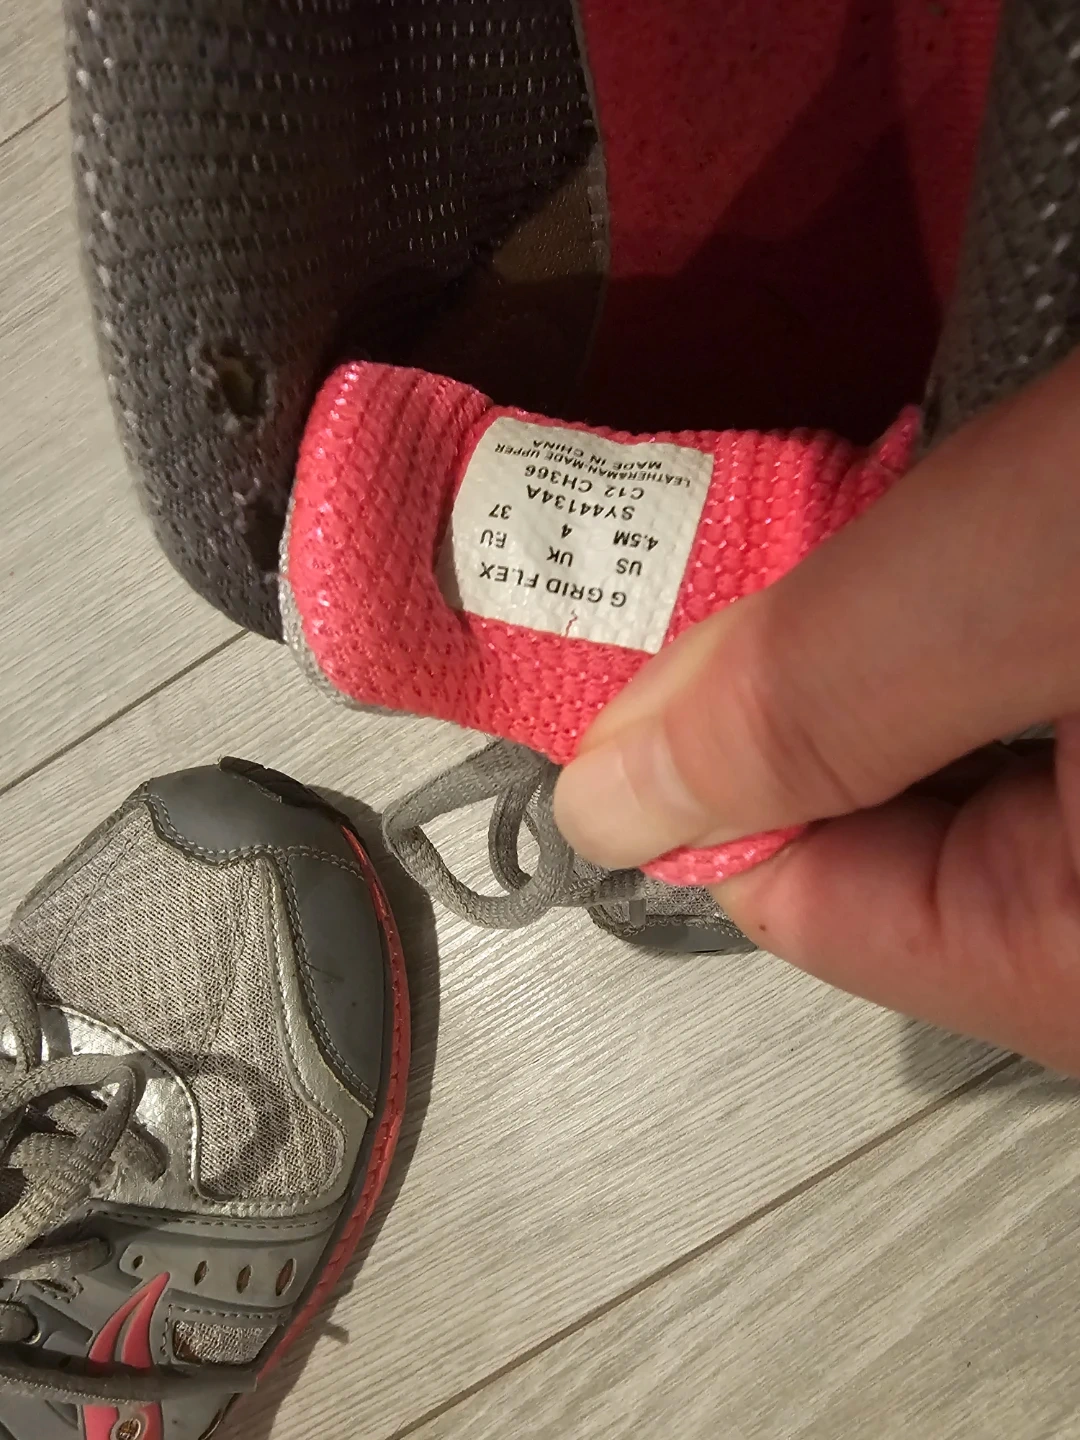 G GRID FLEX
US UK EU
4.5M 4 37
SY44134A
C12 CH366
LEATHER&MAN-MADE UPPER
MADE IN CHINA